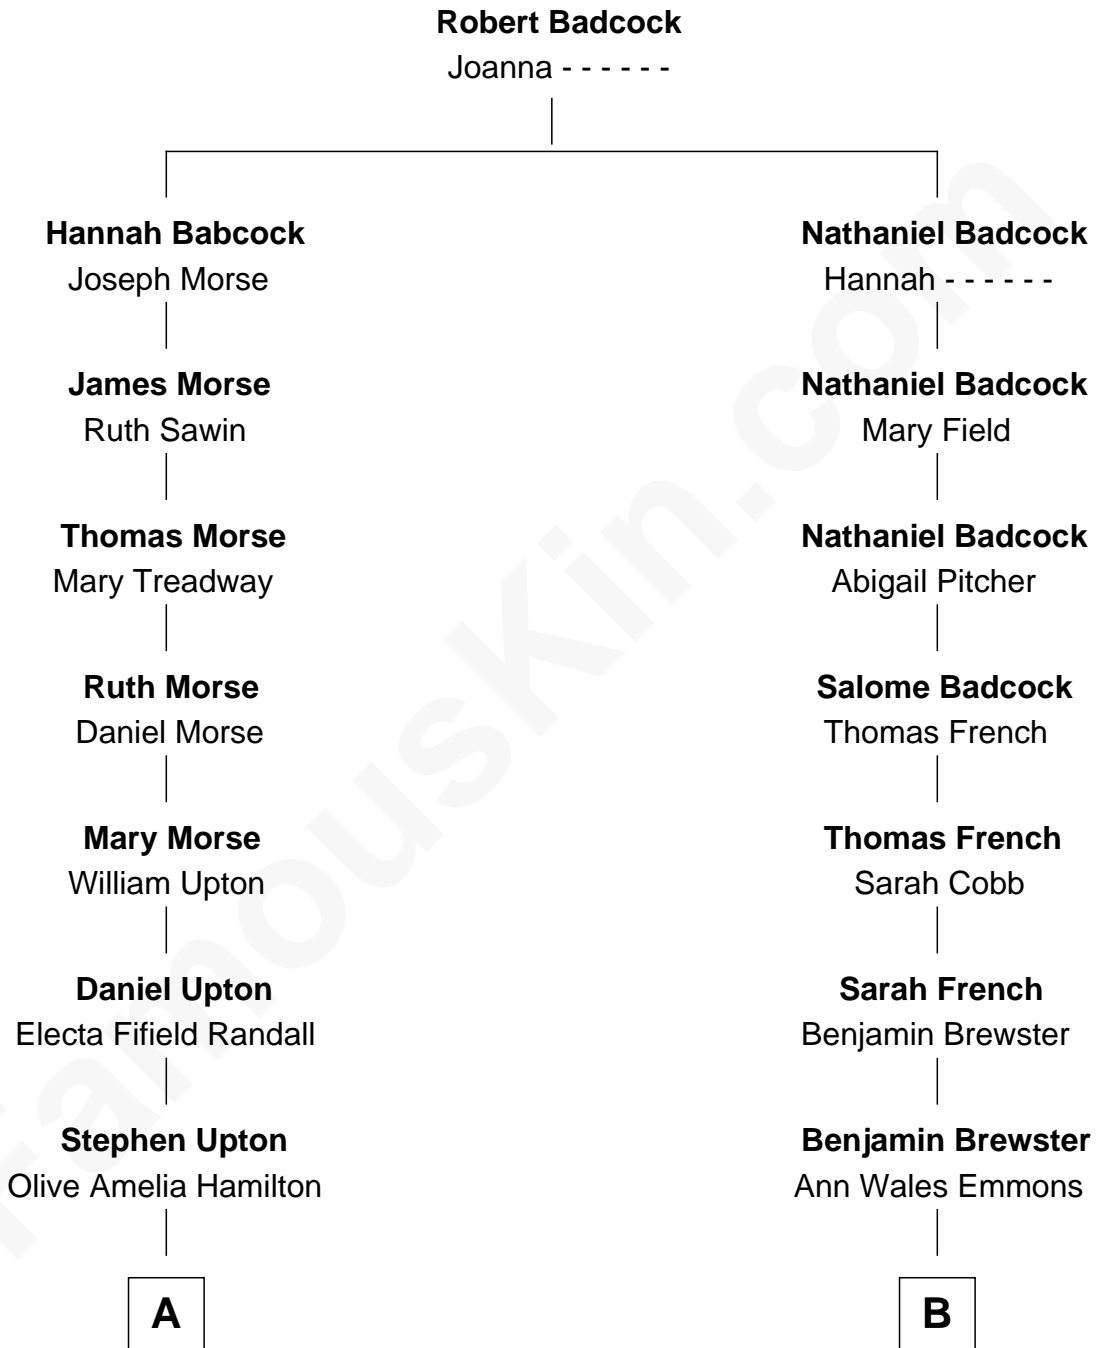 Robert Badcock
Joanna - - - - - -
Hannah Babcock
Joseph Morse
James Morse
Ruth Sawin
Thomas Morse
Mary Treadway
Ruth Morse
Daniel Morse
Mary Morse
William Upton
Daniel Upton
Electa Fifield Randall
Stephen Upton
Olive Amelia Hamilton
A
Nathaniel Badcock
Hannah - - - - - -
Nathaniel Badcock
Mary Field
Nathaniel Badcock
Abigail Pitcher
Salome Badcock
Thomas French
Thomas French
Sarah Cobb
Sarah French
Benjamin Brewster
Benjamin Brewster
Ann Wales Emmons
B
FamousKin.com